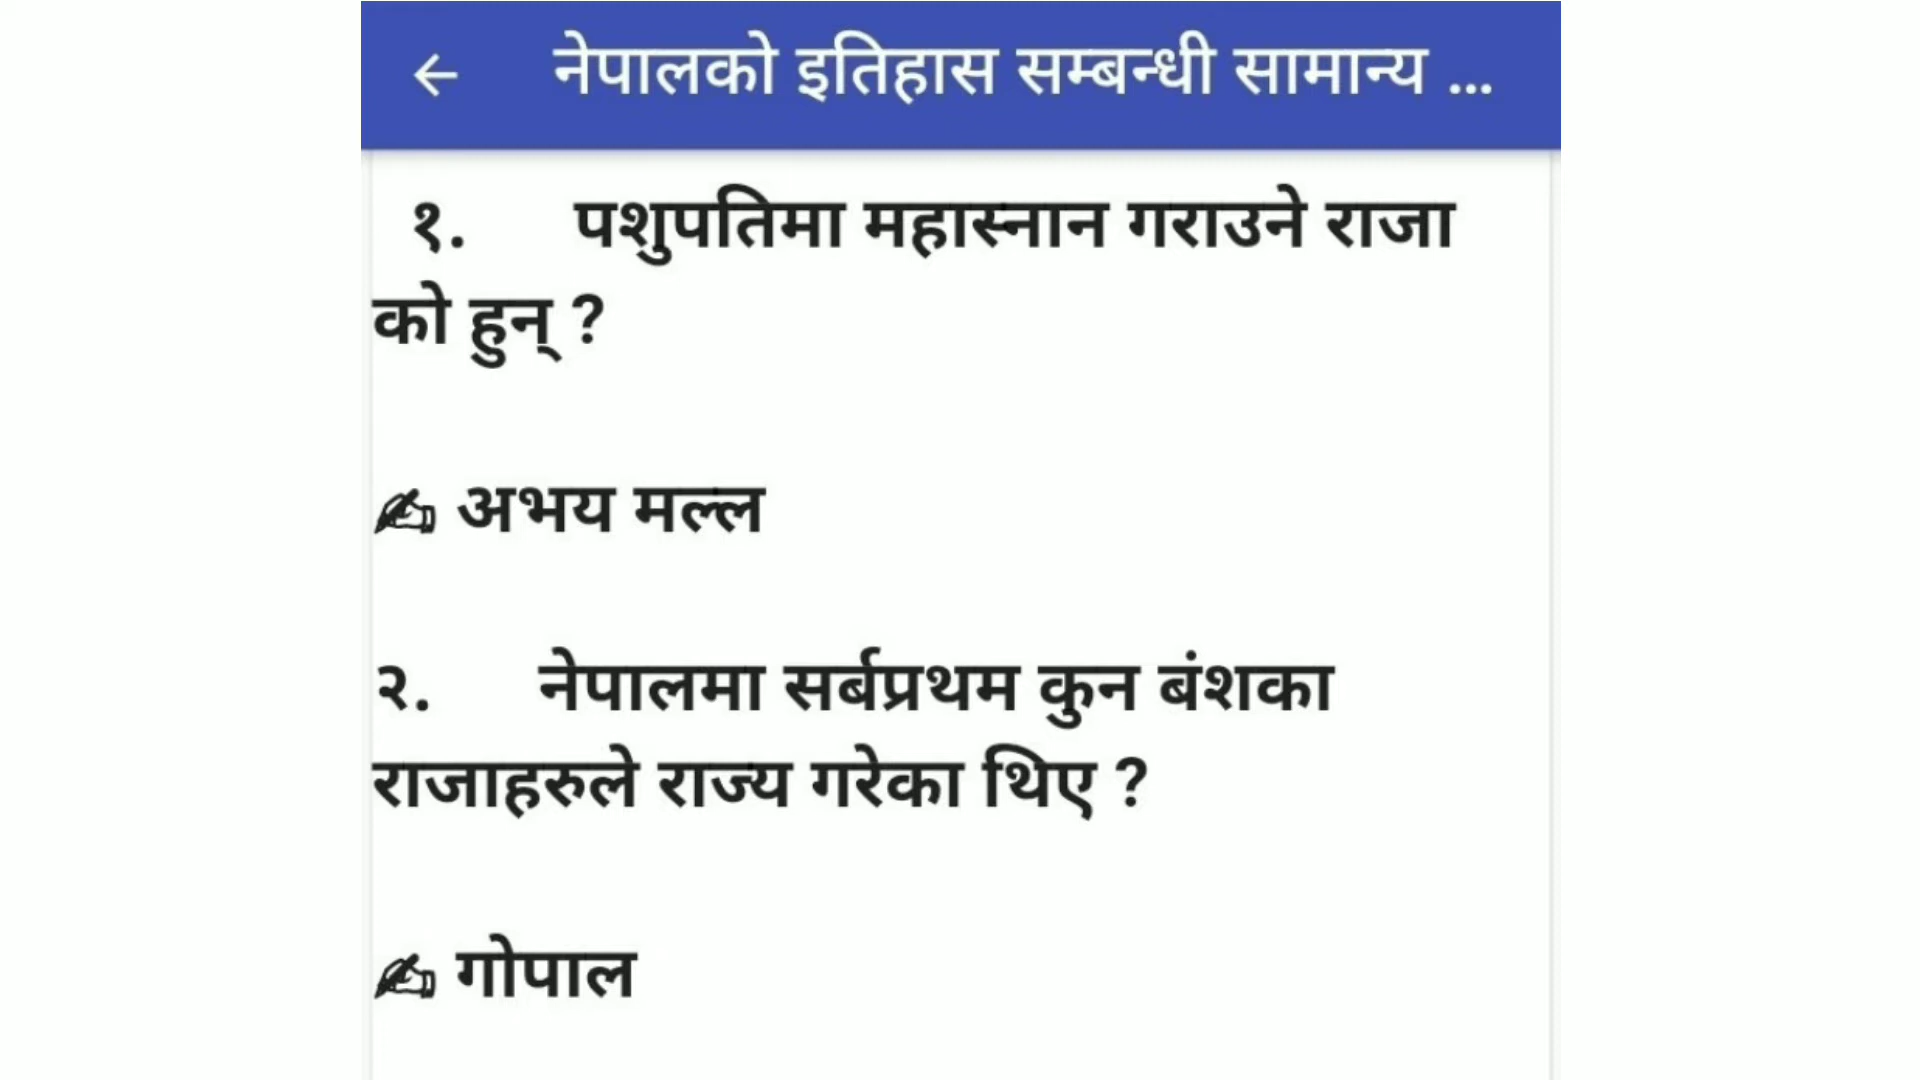 नेपालको इतिहास सम्बन्धी सामान्य ...
१. पशुपतिमा महास्नान गराउने राजा
को हुन् ?
✍ अभय मल्ल
२. नेपालमा सर्बप्रथम कुन बंशका
राजाहरुले राज्य गरेका थिए ?
✍ गोपाल